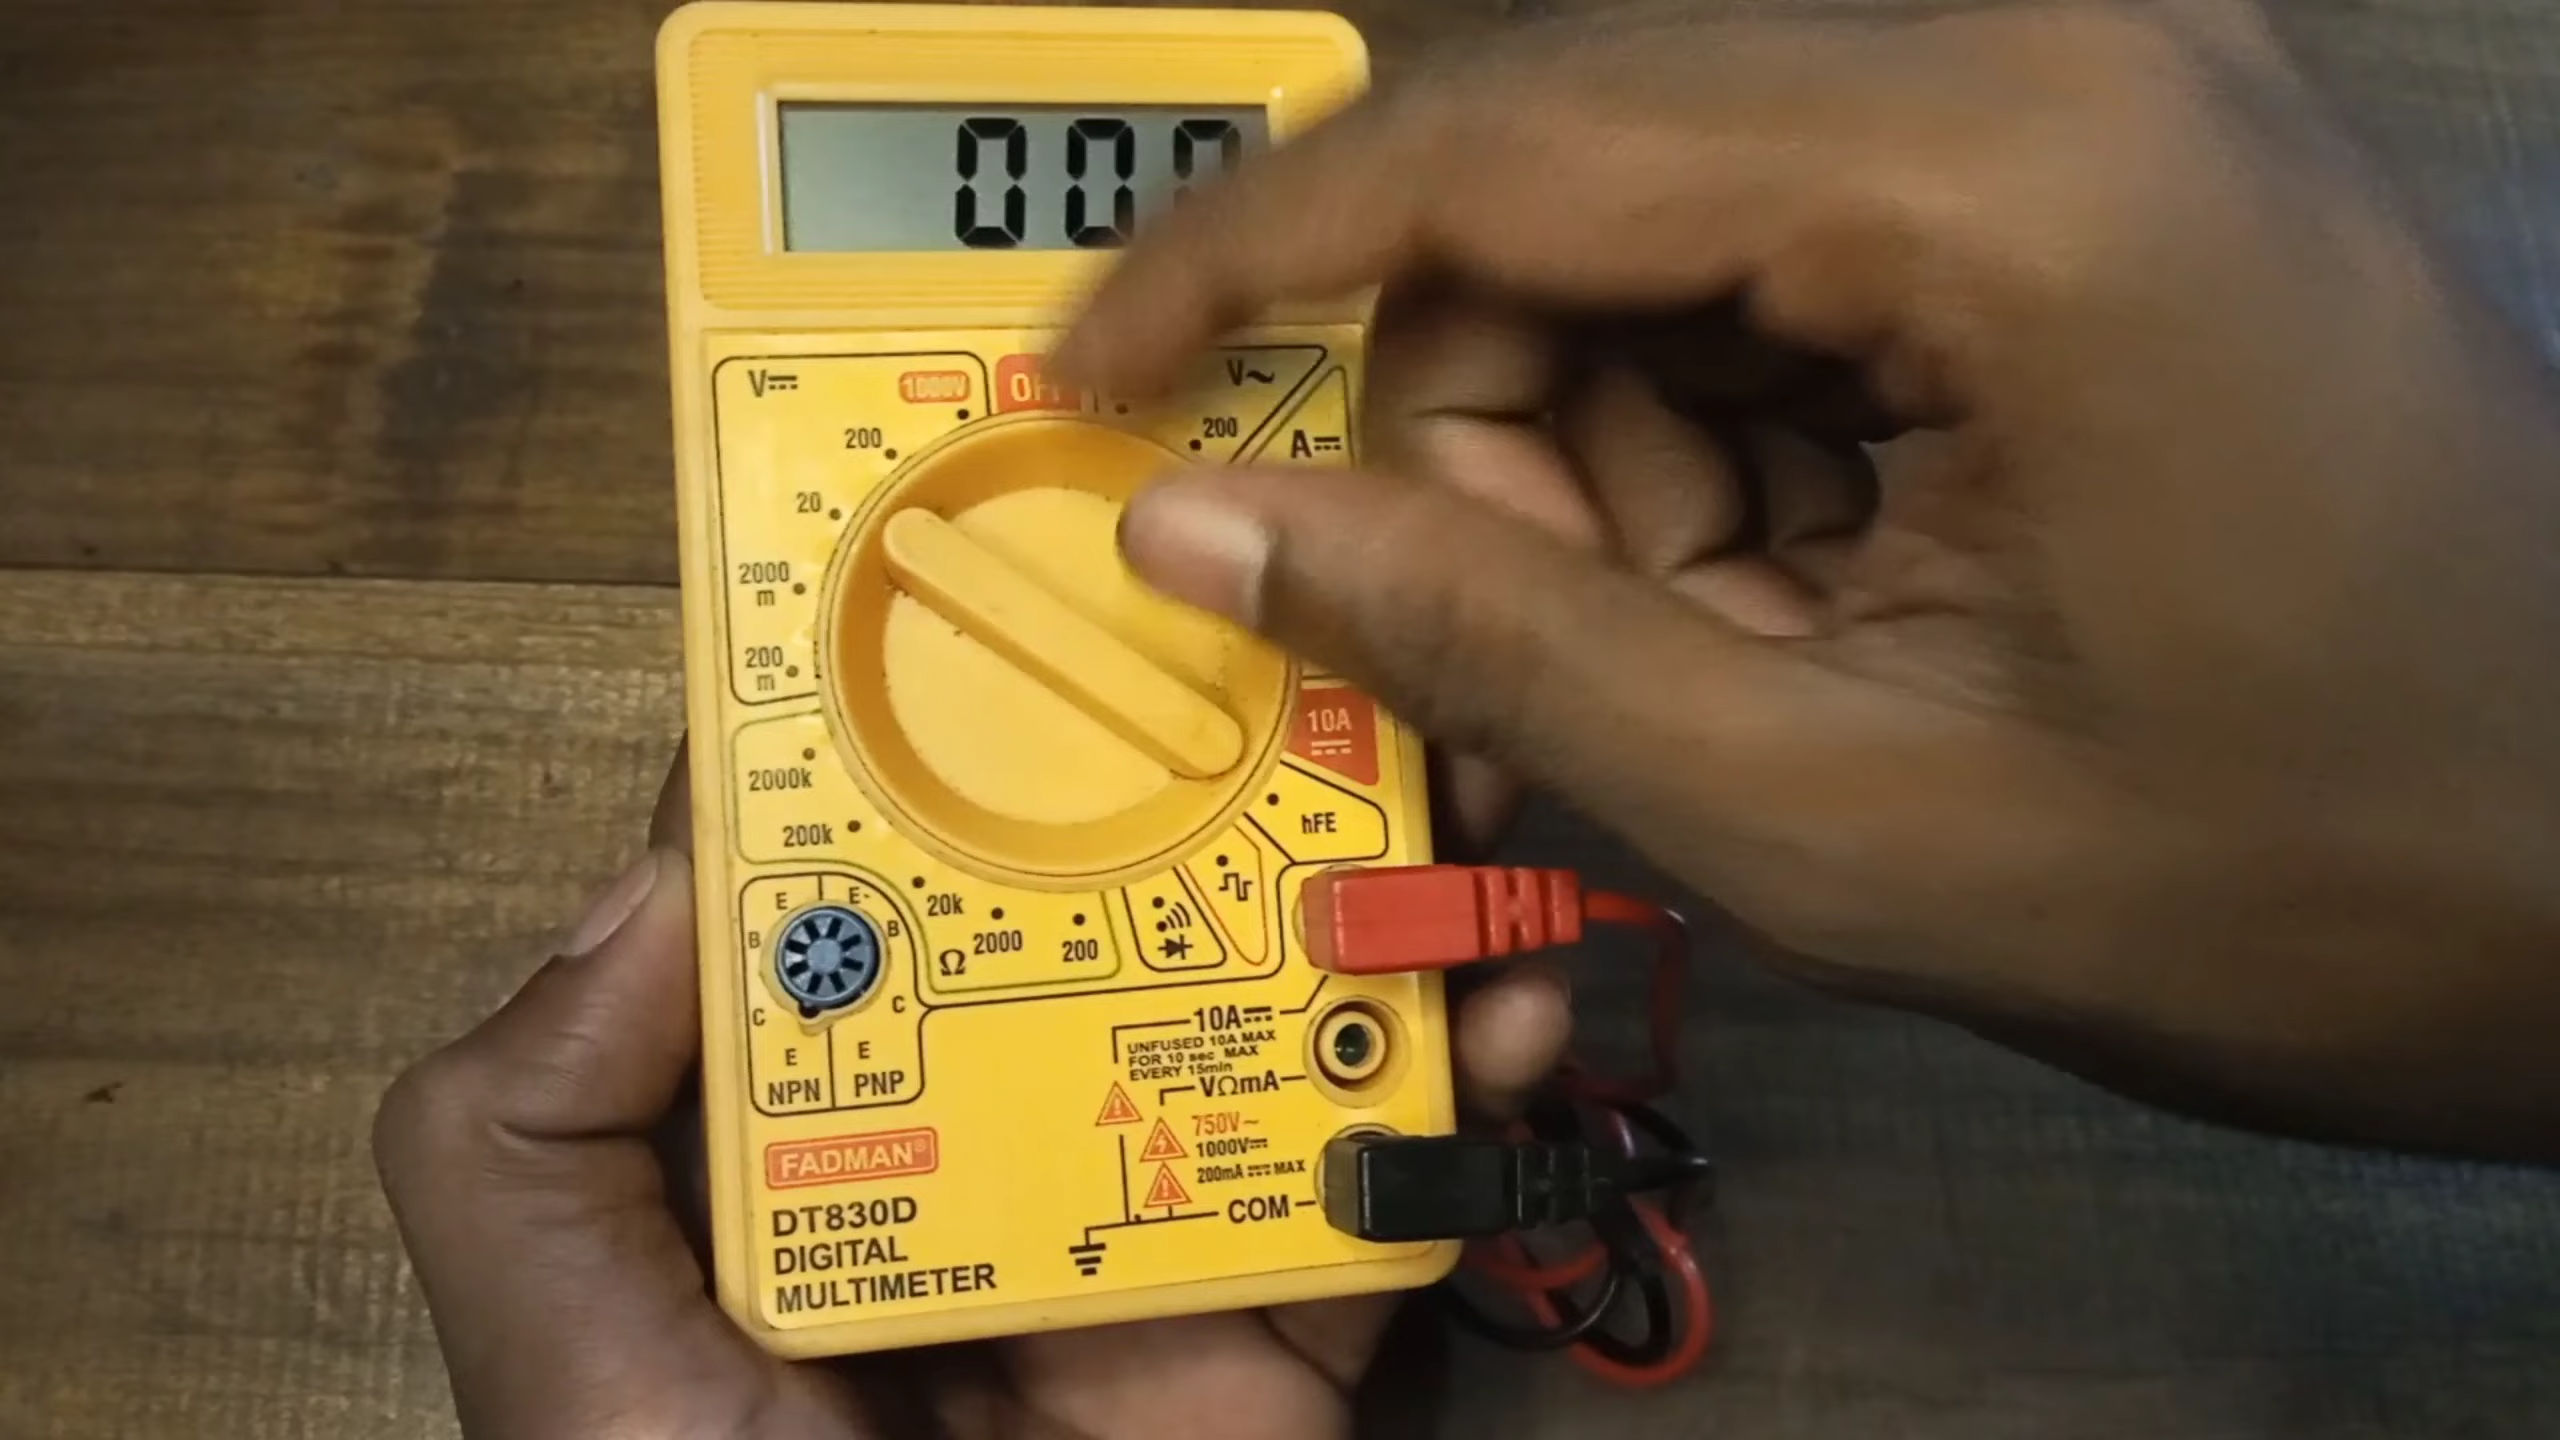 000
V⎓
1000V
V~
200
200
A⎓
20
2000
m
200
m
10A
⎓
2000k
hFE
200k
E
E
20k
B
B
2000
200
Ω
C
C
10A⎓
UNFUSED 10A MAX
FOR 10 sec MAX
EVERY 15min
E
E
NPN
PNP
VΩmA
750V~
1000V⎓
200mA ⎓ MAX
COM
FADMAN®
DT830D
DIGITAL
MULTIMETER